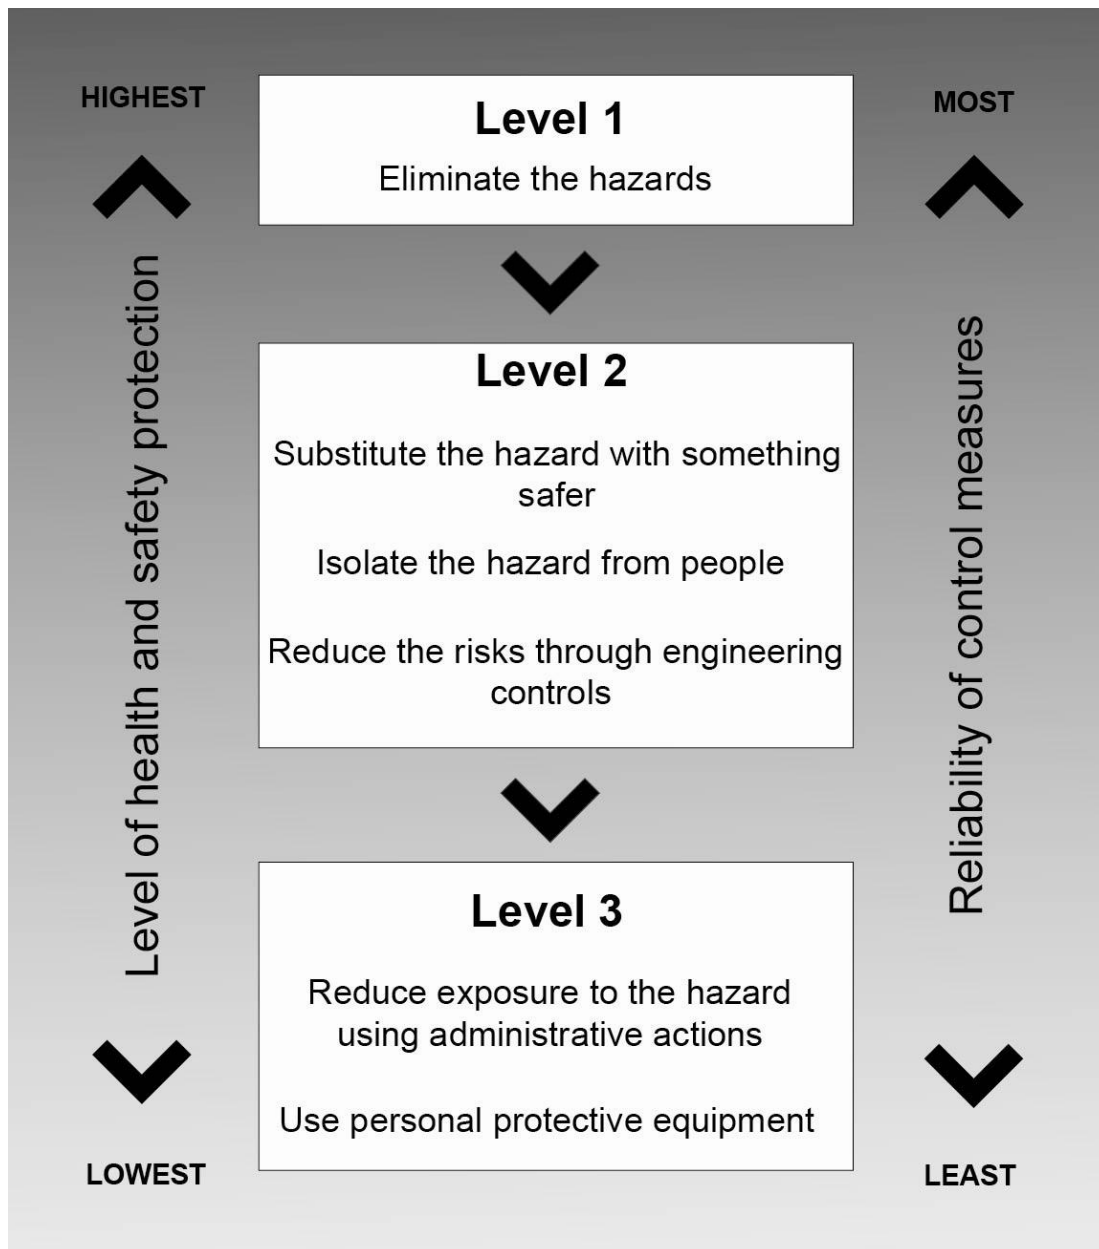 HIGHEST
MOST
Level 1
Eliminate the hazards
Level 2
Substitute the hazard with something
safer
Isolate the hazard from people
Reduce the risks through engineering
controls
Level 3
Reduce exposure to the hazard
using administrative actions
Use personal protective equipment
Level of health and safety protection
Reliability of control measures
LOWEST
LEAST